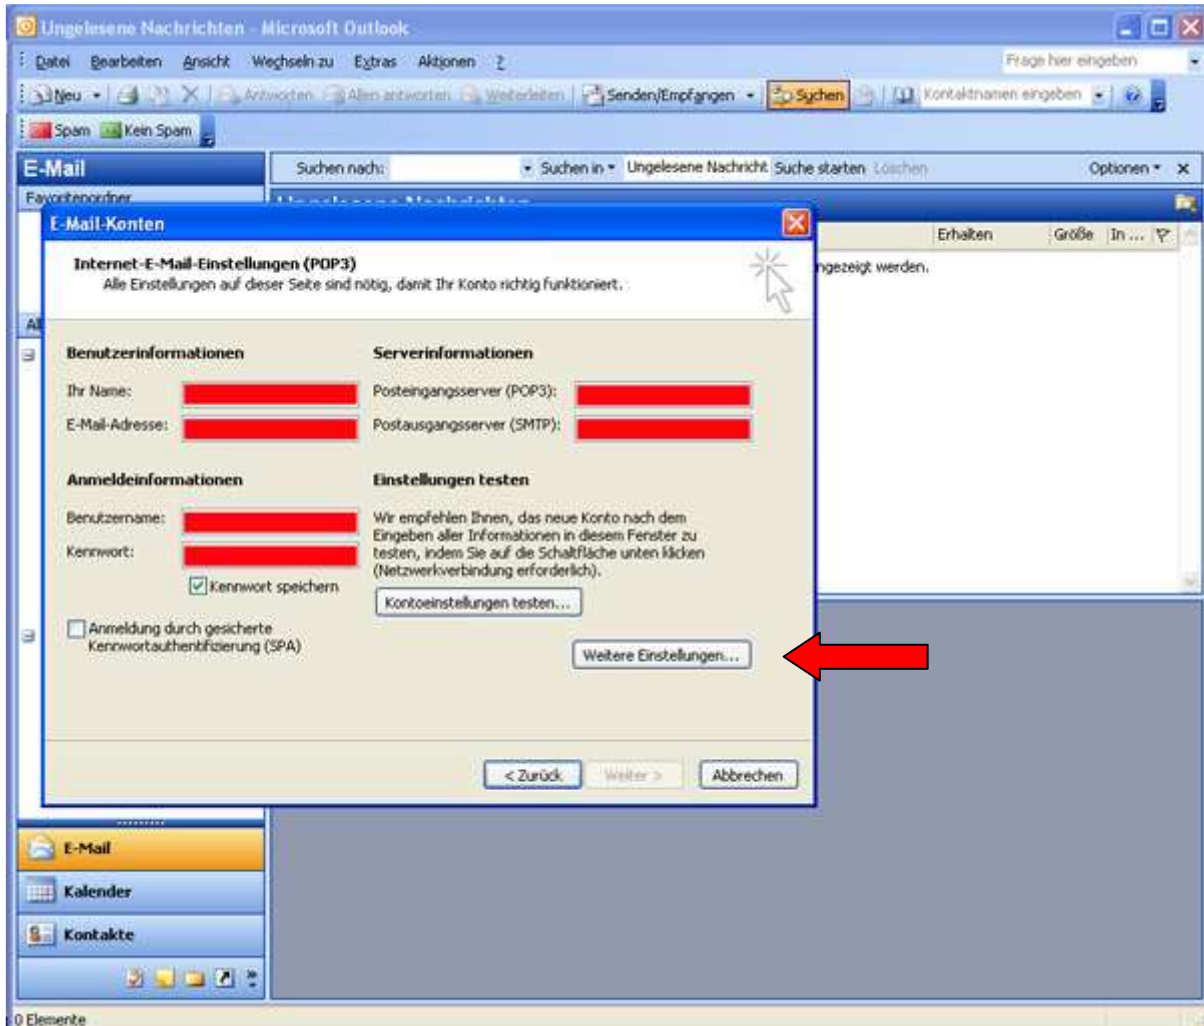 Ungelesene Nachrichten - Microsoft Outlook
Datei Bearbeiten Ansicht Wechseln zu Extras Aktionen ? Frage hier eingeben
Neu Antworten Allen antworten Weiterleiten Senden/Empfangen Suchen Kontaktnamen eingeben
Spam Kein Spam
E-Mail Suchen nach: Suchen in Ungelesene Nachricht Suche starten Löschen Optionen
Favoritenordner Ungelesene Nachrichten
E-Mail-Konten
Erhalten Größe In ...
Internet-E-Mail-Einstellungen (POP3)
Alle Einstellungen auf dieser Seite sind nötig, damit Ihr Konto richtig funktioniert.
ngezeigt werden.
Al
Benutzerinformationen Serverinformationen
Ihr Name: Posteingangsserver (POP3):
E-Mail-Adresse: Postausgangsserver (SMTP):
Anmeldeinformationen Einstellungen testen
Benutzername: Wir empfehlen Ihnen, das neue Konto nach dem
Eingeben aller Informationen in diesem Fenster zu
Kennwort: testen, indem Sie auf die Schaltfläche unten klicken
(Netzwerkverbindung erforderlich).
Kennwort speichern
Kontoeinstellungen testen...
Anmeldung durch gesicherte
Kennwortauthentifizierung (SPA)
Weitere Einstellungen...
< Zurück Weiter > Abbrechen
E-Mail
Kalender
Kontakte
0 Elemente